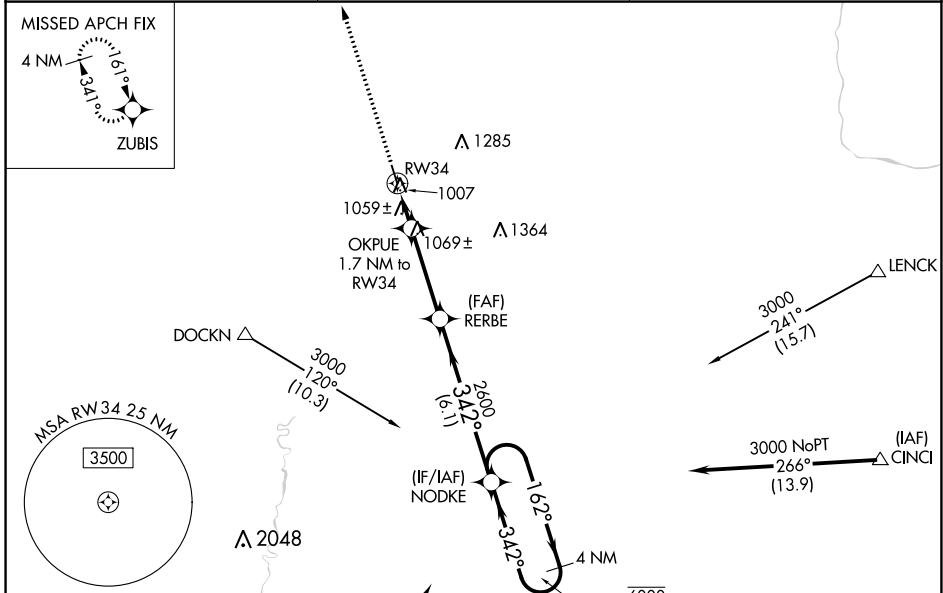 MISSED APCH FIX
4 NM
161°
341°
ZUBIS
1285
RW34
1007
1059±
1364
OKPUE
1.7 NM to
RW34
1069±
LENCK
3000
241°
(15.7)
(FAF)
RERBE
DOCKN
3000
120°
(10.3)
2600
342°
(6.1)
MSA RW34 25 NM
3500
3000 NoPT
266°
(13.9)
(IAF)
CINCI
(IF/IAF)
NODKE
162°
342°
4 NM
2048